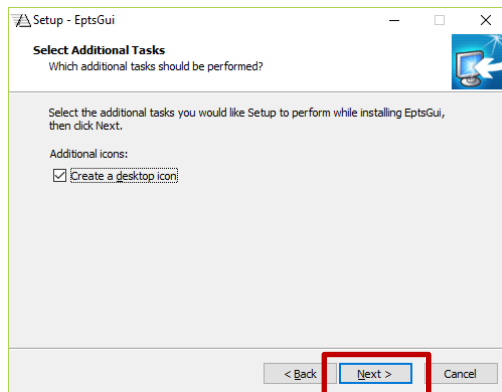 Setup - EptsGui
Select Additional Tasks
Which additional tasks should be performed?
Select the additional tasks you would like Setup to perform while installing EptsGui,
then click Next.
Additional icons:
Create a desktop icon
< Back
Next >
Cancel